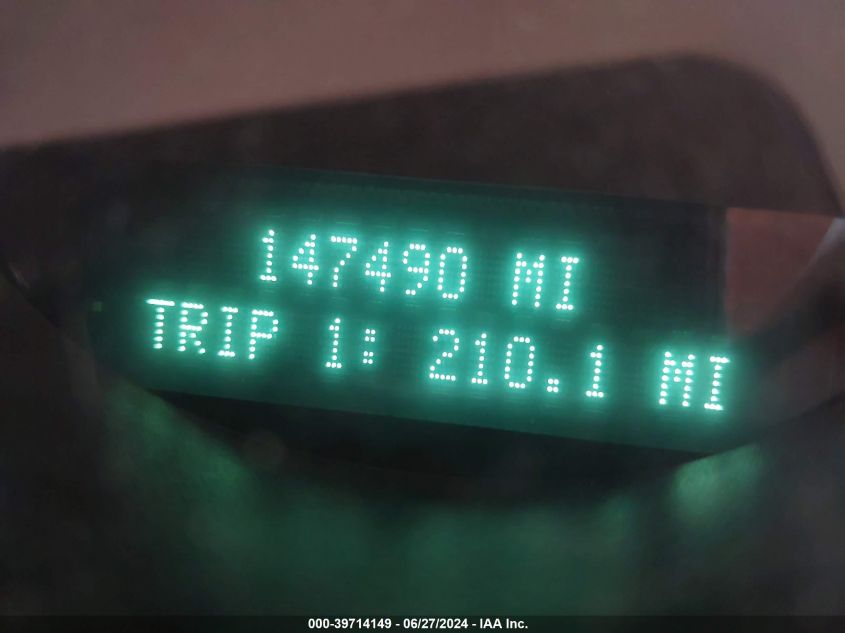 147490 MI
TRIP 1: 210.1 MI
000-39714149 - 06/27/2024 - IAA Inc.